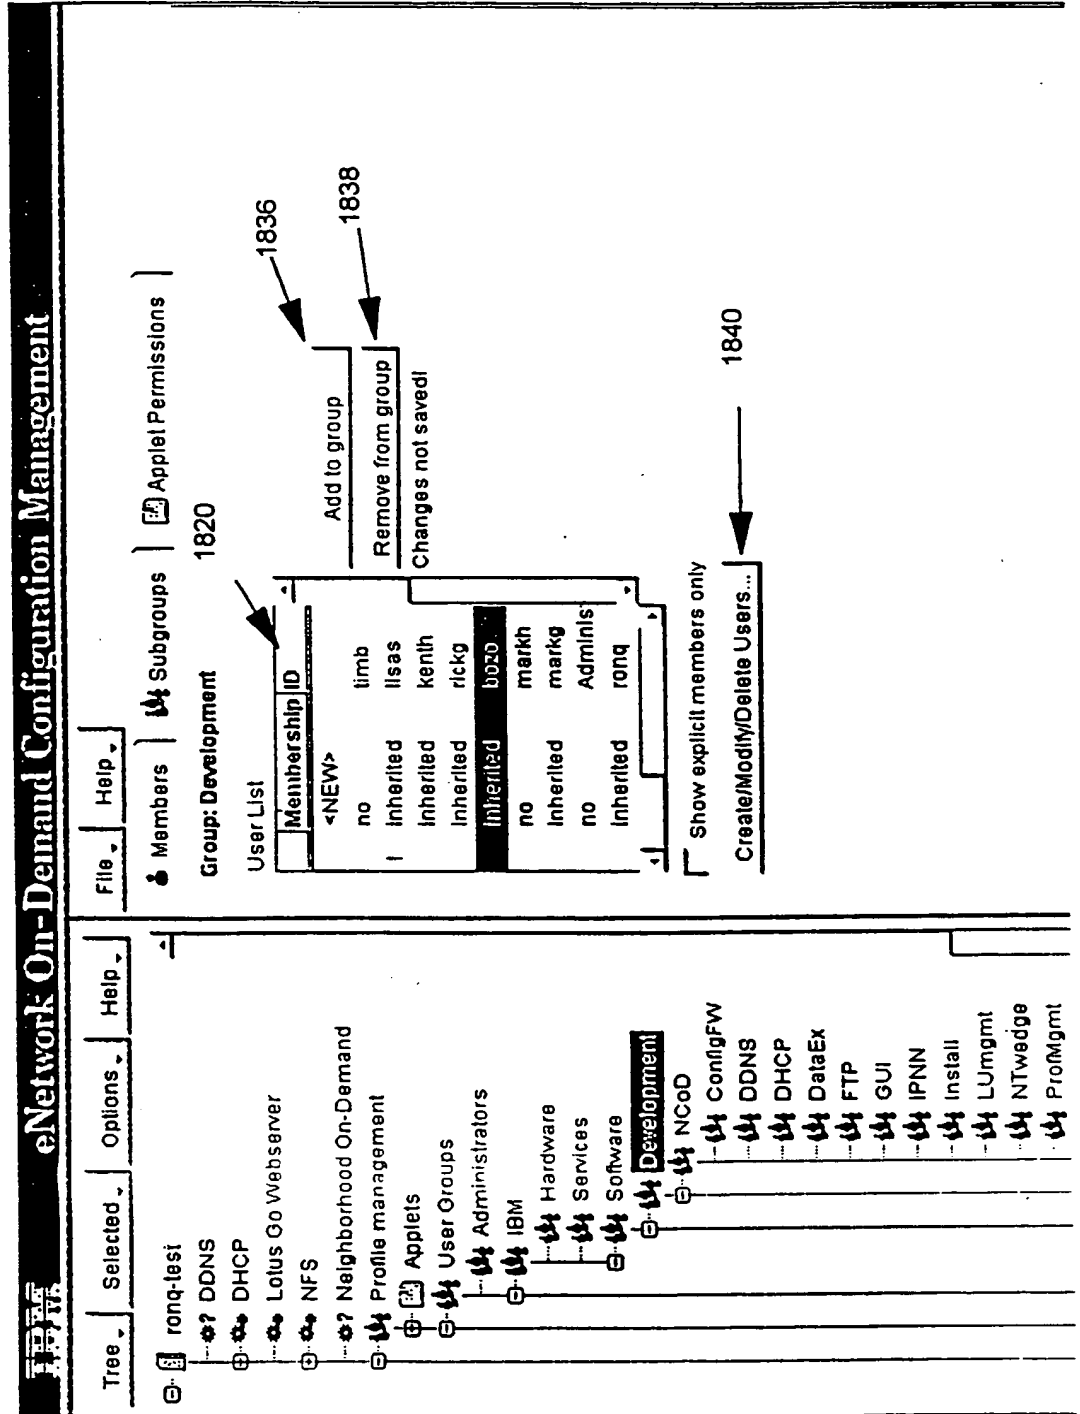 IBM
eNetwork On-Demand Configuration Management
Tree
Selected
Options
Help
ronq-test
? DDNS
DHCP
Lotus Go Webserver
NFS
? Neighborhood On-Demand
Profile management
Applets
User Groups
Administrators
IBM
Hardware
Services
Software
Development
NCoD
ConfigFW
DDNS
DHCP
DataEx
FTP
GUI
IPNN
Install
LUmgmt
NTwedge
ProfMgmt
File
Help
Members
Subgroups
Applet Permissions
Group: Development
User List
1820
Membership ID
<NEW>
no timb
Inherited lisas
Inherited kenth
Inherited rickg
Inherited bozo
no markh
Inherited markg
no Adminis
Inherited ronq
Add to group
1836
Remove from group
1838
Changes not saved!
Show explicit members only
Create/Modify/Delete Users...
1840